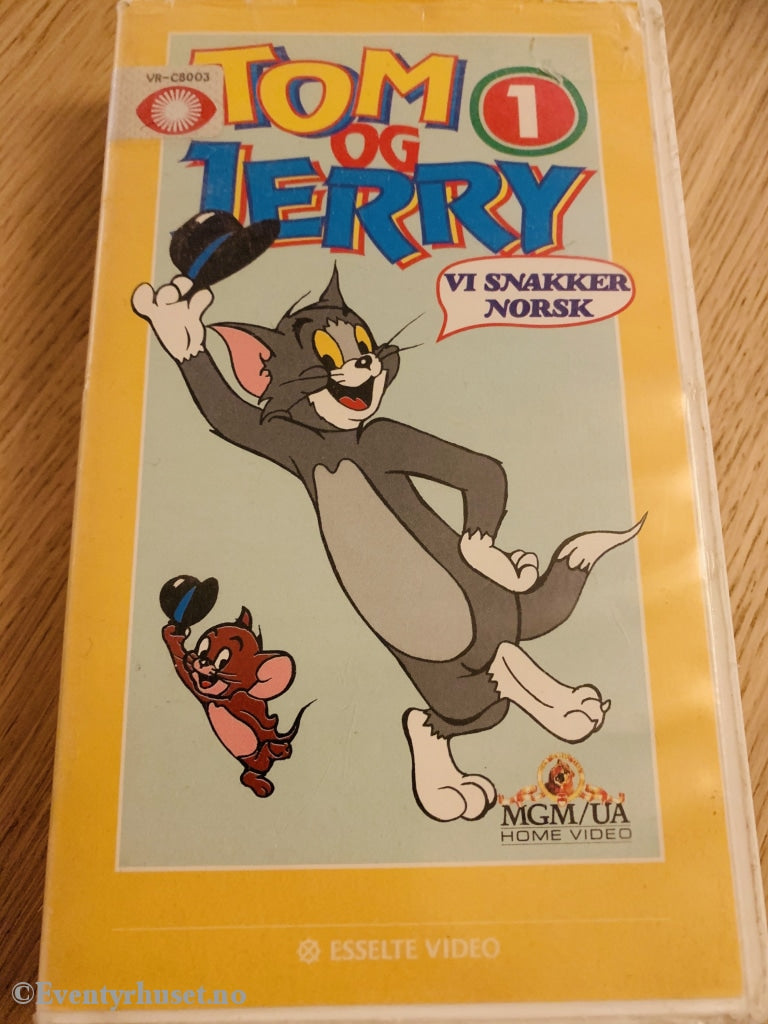 VR-C8003
TOM
1
OG
JERRY
VI SNAKKER
NORSK
MGM/UA
HOME VIDEO
ESSELTE VIDEO
©Eventyrhuset.no